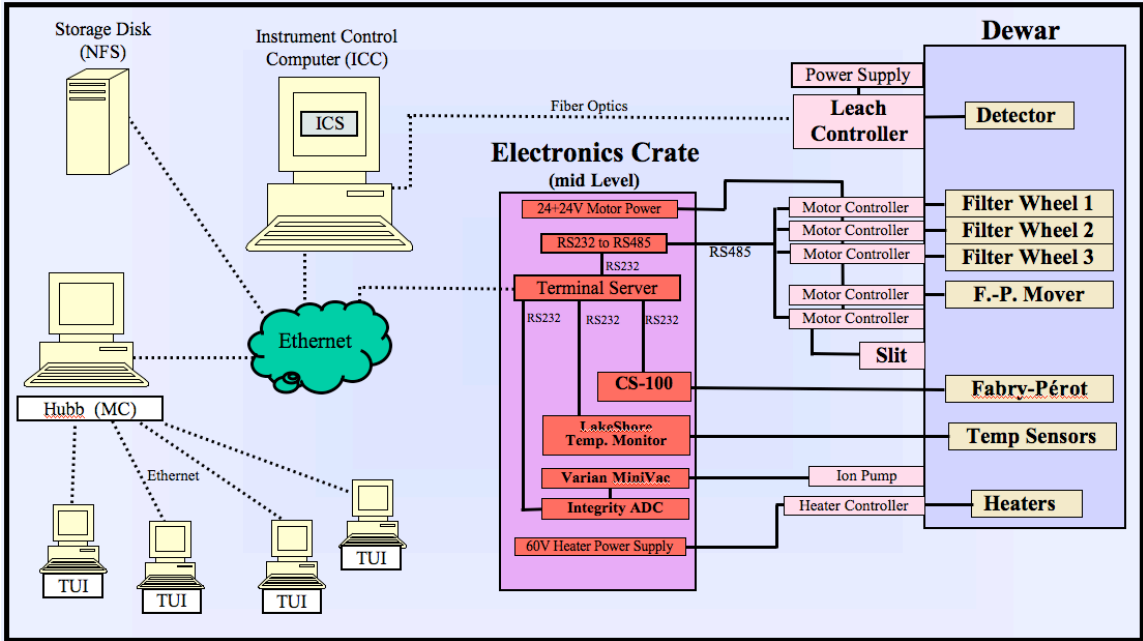 Storage Disk
(NFS)
Instrument Control
Computer (ICC)
ICS
Fiber Optics
Dewar
Power Supply
Leach
Controller
Detector
Electronics Crate
(mid Level)
24+24V Motor Power
Motor Controller
Filter Wheel 1
Motor Controller
Filter Wheel 2
RS232 to RS485
RS485
Motor Controller
Filter Wheel 3
RS232
Terminal Server
Motor Controller
F.-P. Mover
RS232
RS232
RS232
Motor Controller
Ethernet
Slit
CS-100
Fabry-Pérot
Hubb (MC)
LakeShore
Temp. Monitor
Temp Sensors
Ethernet
Varian MiniVac
Ion Pump
Integrity ADC
Heater Controller
Heaters
60V Heater Power Supply
TUI
TUI
TUI
TUI